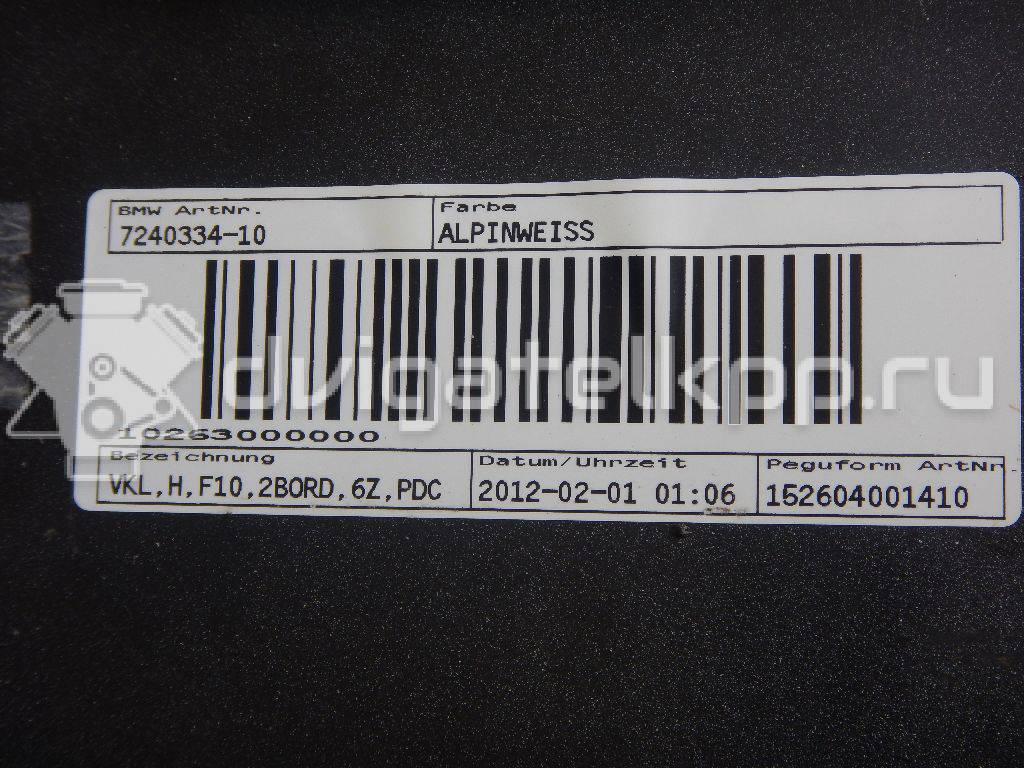 BMW ArtNr.
7240334-10
Farbe
ALPINWEISS
dvigatelkop.ru
10263000000
Bezeichnung
VKL,H,F10,2BORD,6Z,PDC
Datum/Uhrzeit
2012-02-01 01:06
Peguform ArtNr.
152604001410